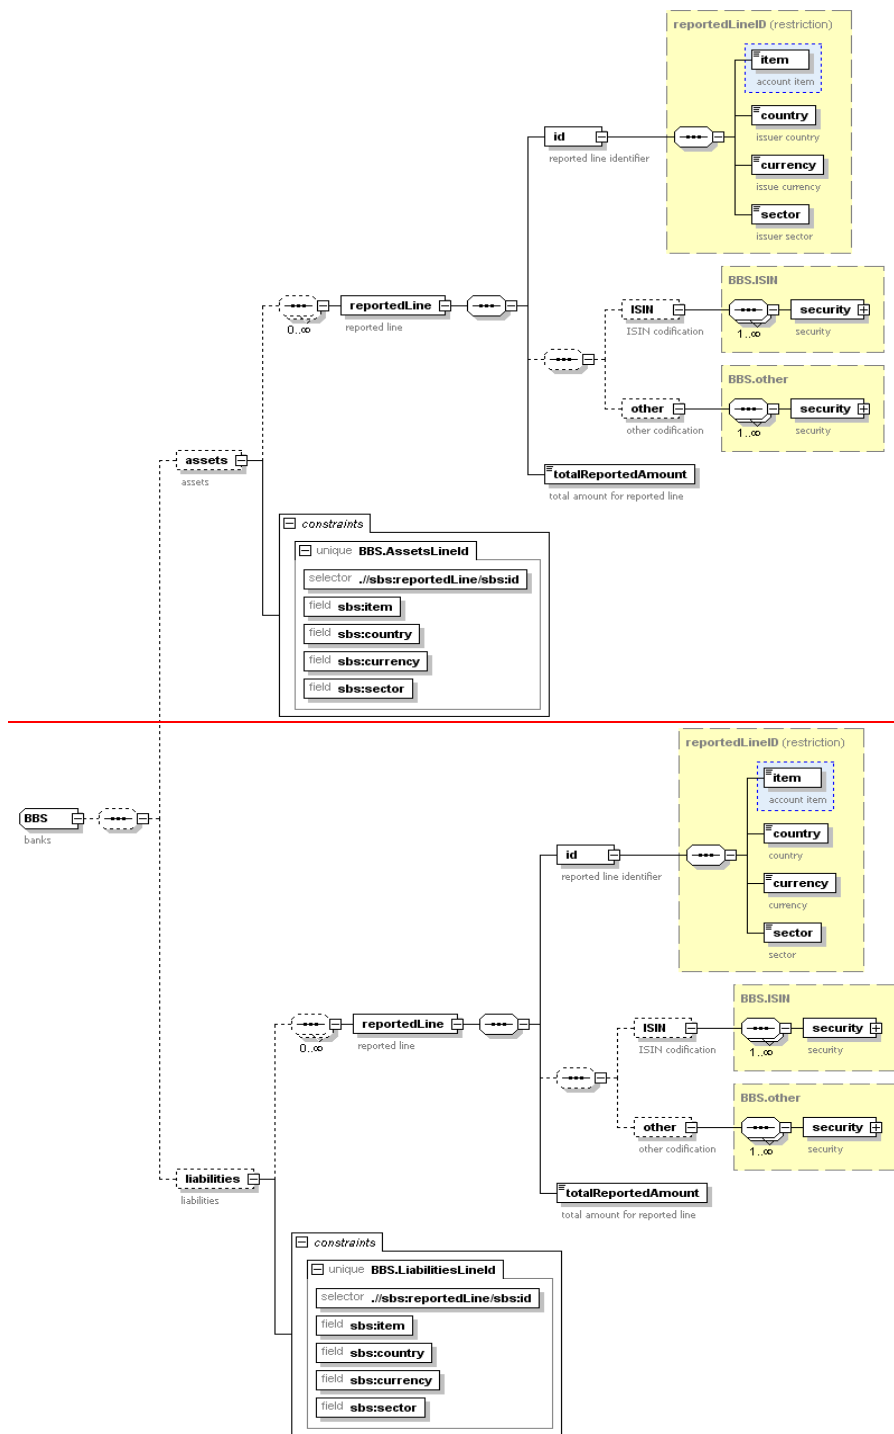 reportedLineID (restriction)
item
account item
country
issuer country
id
reported line identifier
currency
issue currency
sector
issuer sector
BBS.ISIN
reportedLine
reported line
0..∞
ISIN
ISIN codification
security
security
1..∞
BBS.other
other
other codification
security
security
1..∞
assets
assets
totalReportedAmount
total amount for reported line
constraints
unique BBS.AssetsLineId
selector .//sbs:reportedLine/sbs:id
field sbs:item
field sbs:country
field sbs:currency
field sbs:sector
BBS
banks
reportedLineID (restriction)
item
account item
country
country
id
reported line identifier
currency
currency
sector
sector
BBS.ISIN
reportedLine
reported line
0..∞
ISIN
ISIN codification
security
security
1..∞
BBS.other
other
other codification
security
security
1..∞
liabilities
liabilities
totalReportedAmount
total amount for reported line
constraints
unique BBS.LiabilitiesLineId
selector .//sbs:reportedLine/sbs:id
field sbs:item
field sbs:country
field sbs:currency
field sbs:sector